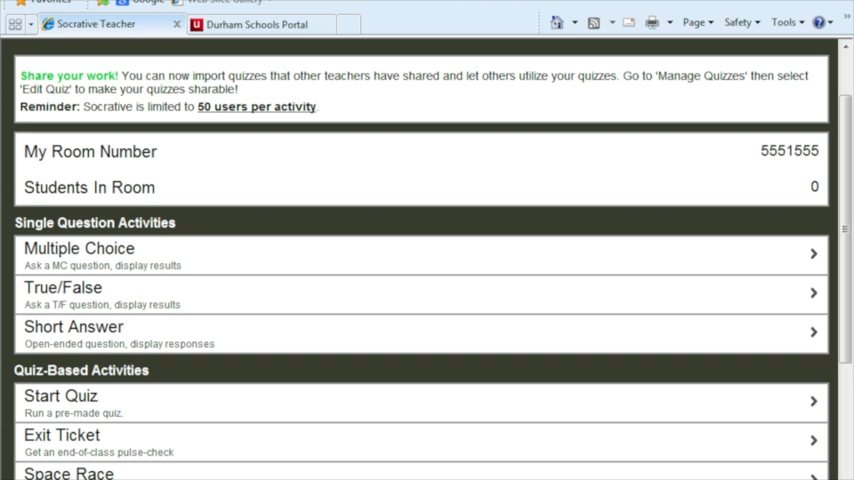 Favorites Google Web Slice Gallery
Socrative Teacher
Durham Schools Portal
Page
Safety
Tools
Share your work! You can now import quizzes that other teachers have shared and let others utilize your quizzes. Go to 'Manage Quizzes' then select
'Edit Quiz' to make your quizzes sharable!
Reminder: Socrative is limited to 50 users per activity.
My Room Number 5551555
Students In Room 0
Single Question Activities
Multiple Choice
Ask a MC question, display results
True/False
Ask a T/F question, display results
Short Answer
Open-ended question, display responses
Quiz-Based Activities
Start Quiz
Run a pre-made quiz.
Exit Ticket
Get an end-of-class pulse-check
Space Race